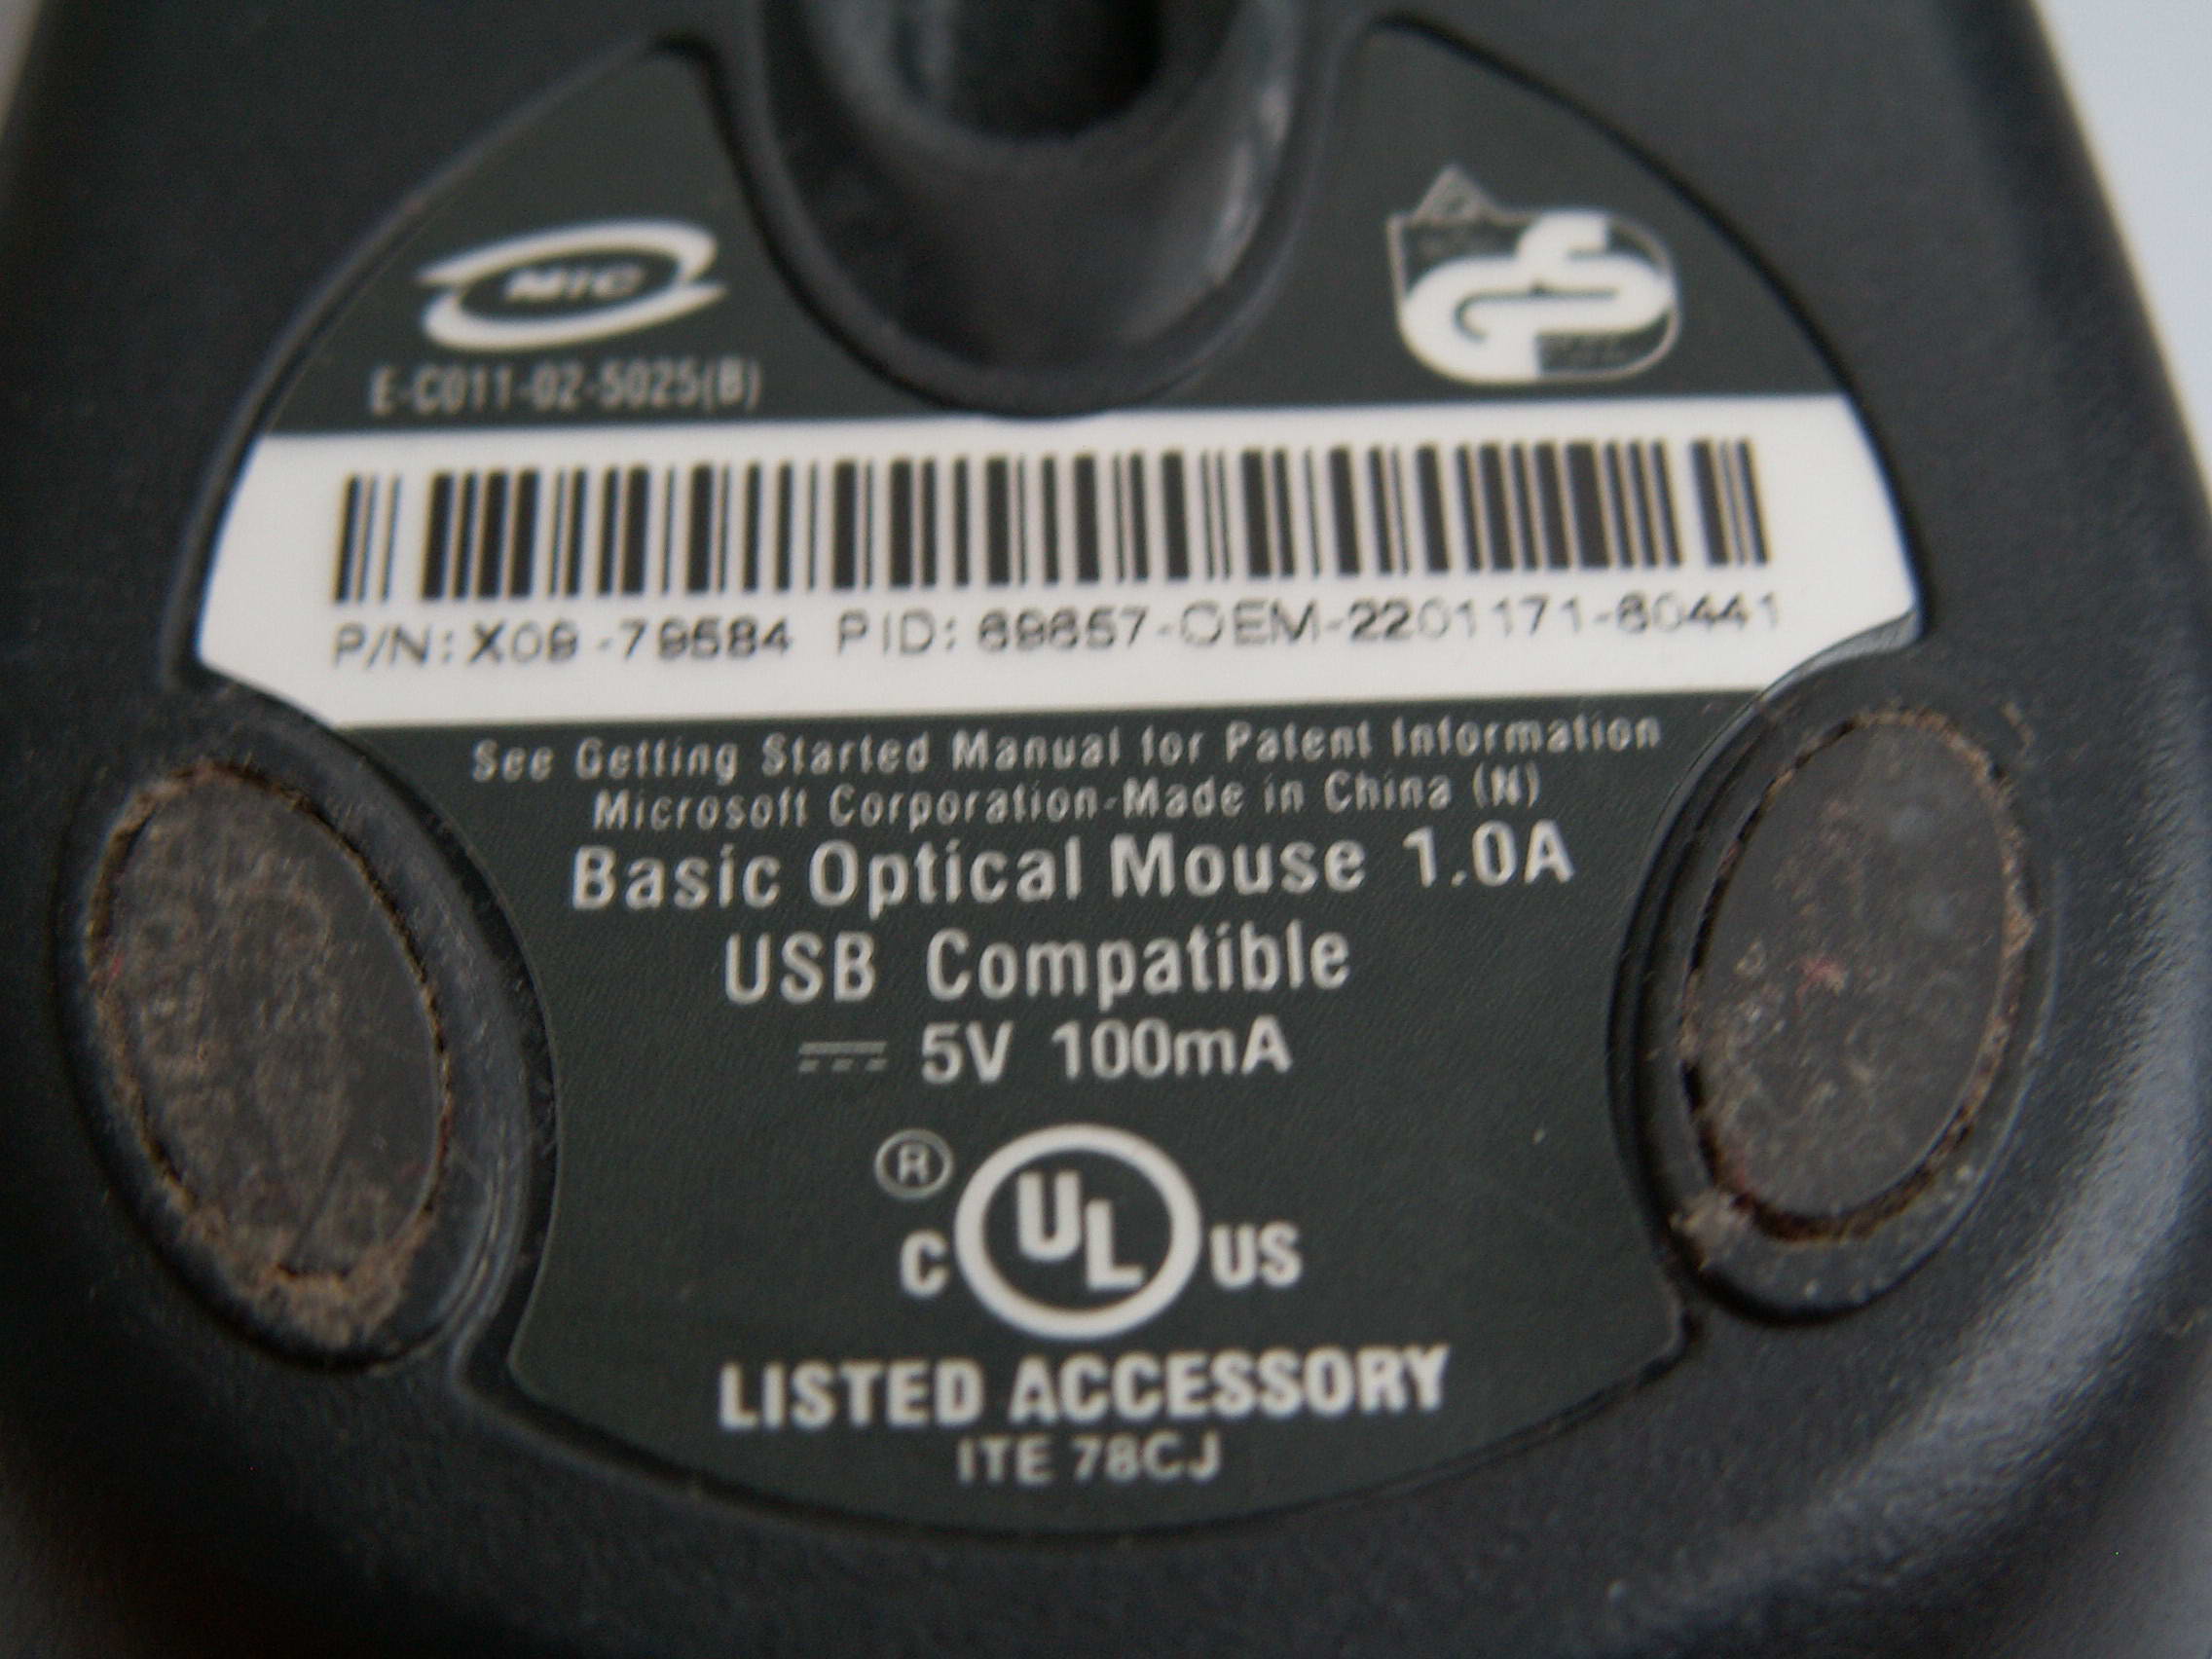 MIC
E-C011-02-5025(B)
P/N: X09-79584 PID: 69657-OEM-2201171-60441
See Getting Started Manual for Patent Information
Microsoft Corporation-Made in China (N)
Basic Optical Mouse 1.0A
USB Compatible
5V 100mA
®
C UL US
LISTED ACCESSORY
ITE 78CJ